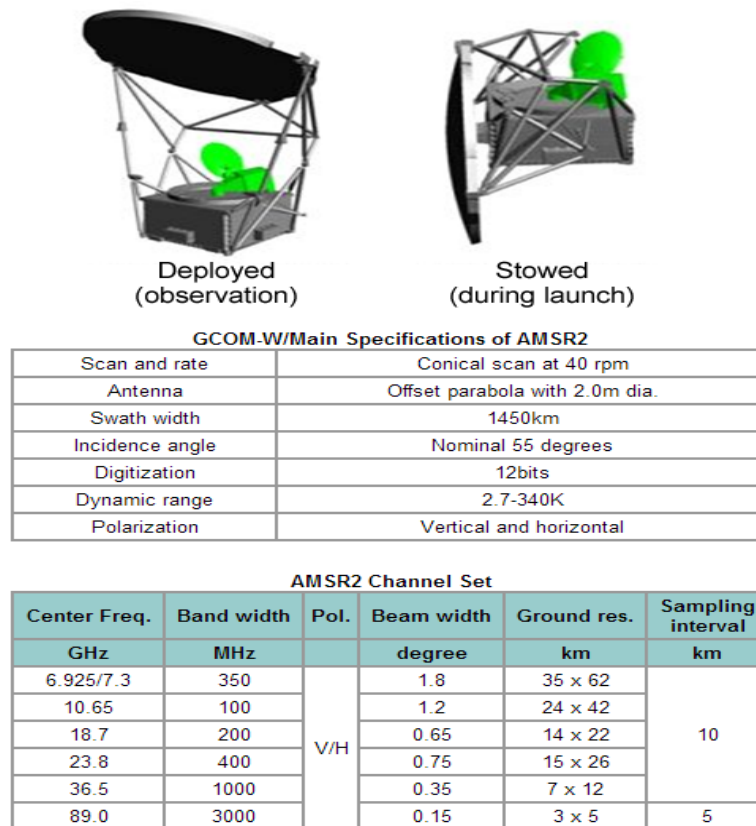 Deployed
(observation)
Stowed
(during launch)
GCOM-W/Main Specifications of AMSR2
Scan and rate Conical scan at 40 rpm
Antenna Offset parabola with 2.0m dia.
Swath width 1450km
Incidence angle Nominal 55 degrees
Digitization 12bits
Dynamic range 2.7-340K
Polarization Vertical and horizontal
AMSR2 Channel Set
Center Freq. Band width Pol. Beam width Ground res. Sampling interval
GHz MHz degree km km
6.925/7.3 350 V/H 1.8 35 x 62 10
10.65 100 1.2 24 x 42
18.7 200 0.65 14 x 22
23.8 400 0.75 15 x 26
36.5 1000 0.35 7 x 12
89.0 3000 0.15 3 x 5 5